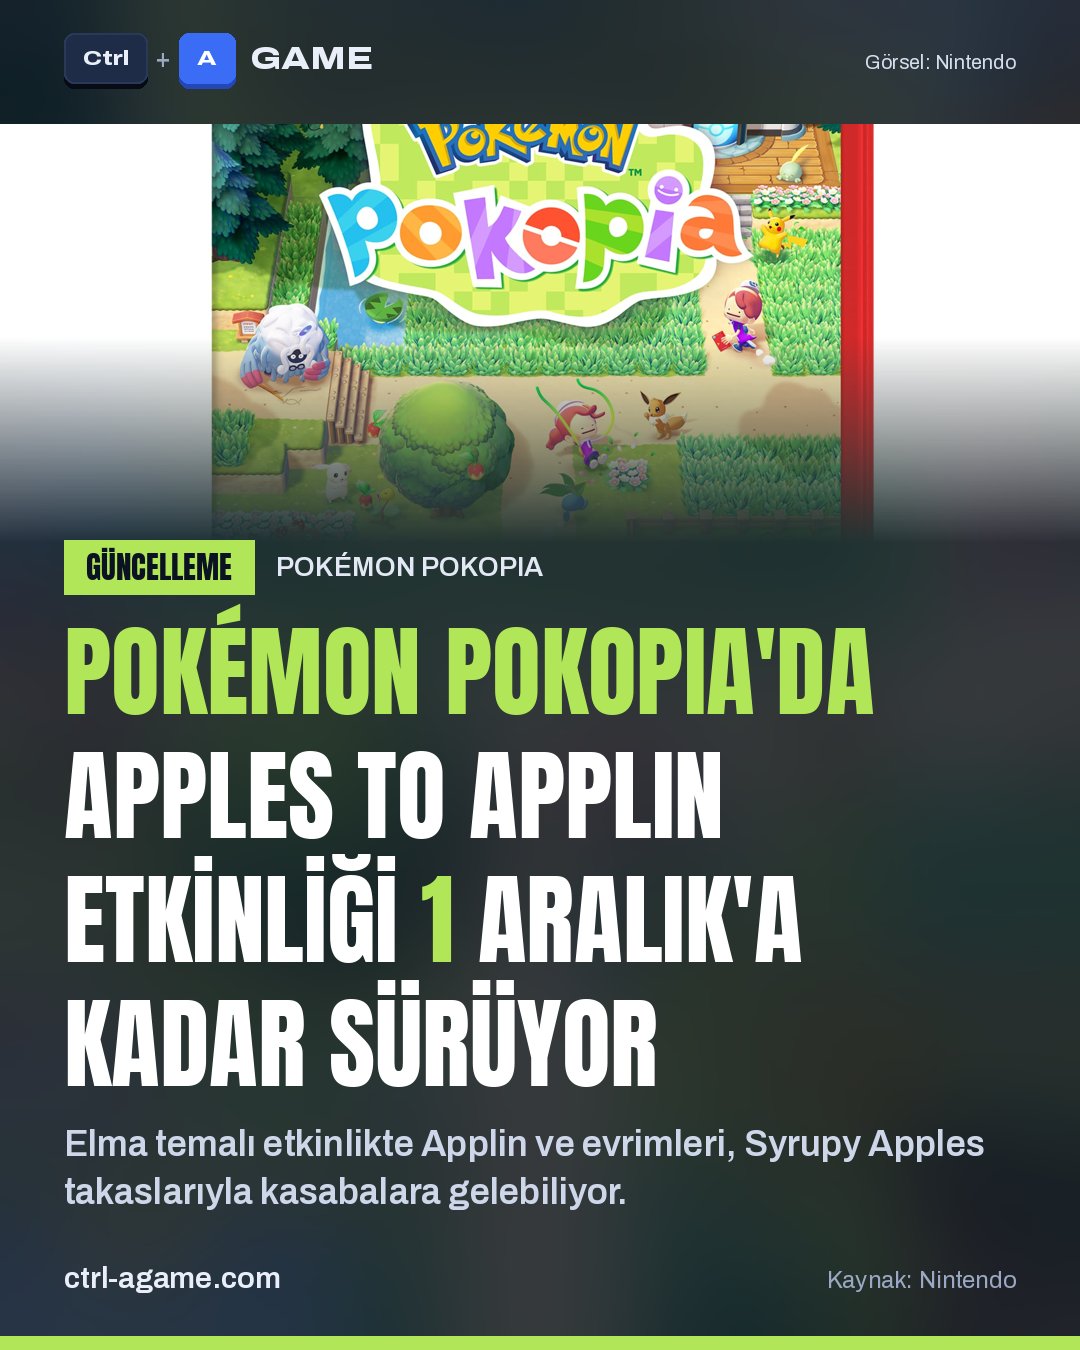 Ctrl + A GAME
Görsel: Nintendo
POKÉMON
TM
pokopia
GÜNCELLEME
POKÉMON POKOPIA
POKÉMON POKOPIA'DA
APPLES TO APPLIN
ETKİNLİĞİ 1 ARALIK'A
KADAR SÜRÜYOR
Elma temalı etkinlikte Applin ve evrimleri, Syrupy Apples
takaslarıyla kasabalara gelebiliyor.
ctrl-agame.com
Kaynak: Nintendo